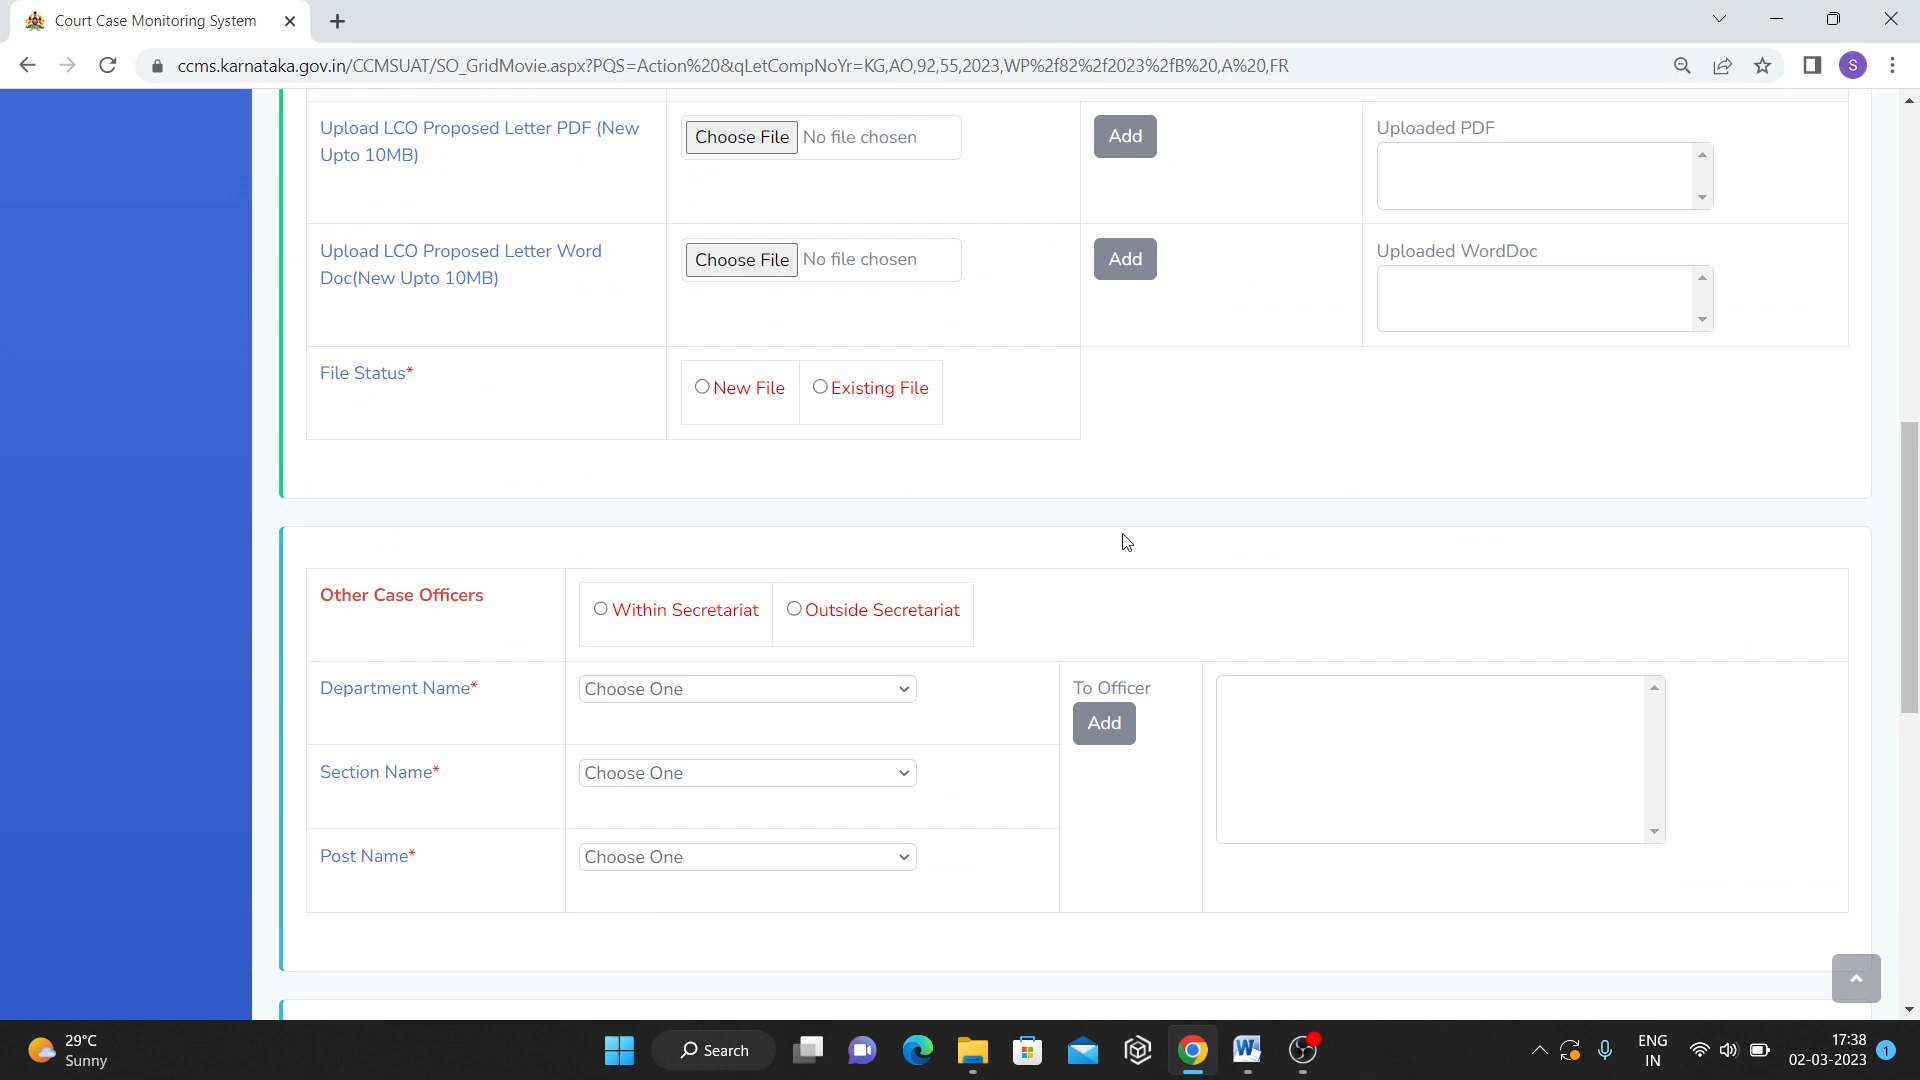 Court Case Monitoring System
ccms.karnataka.gov.in/CCMSUAT/SO_GridMovie.aspx?PQS=Action%20&qLetCompNoYr=KG,AO,92,55,2023,WP%2f82%2f2023%2fB%20,A%20,FR
S
Upload LCO Proposed Letter PDF (New
Upto 10MB)
Choose File No file chosen
Add
Uploaded PDF
Upload LCO Proposed Letter Word
Doc(New Upto 10MB)
Choose File No file chosen
Add
Uploaded WordDoc
File Status*
New File
Existing File
Other Case Officers
Within Secretariat
Outside Secretariat
Department Name*
Choose One
To Officer
Add
Section Name*
Choose One
Post Name*
Choose One
29°C
Sunny
Search
W
ENG
IN
17:38
02-03-2023
1